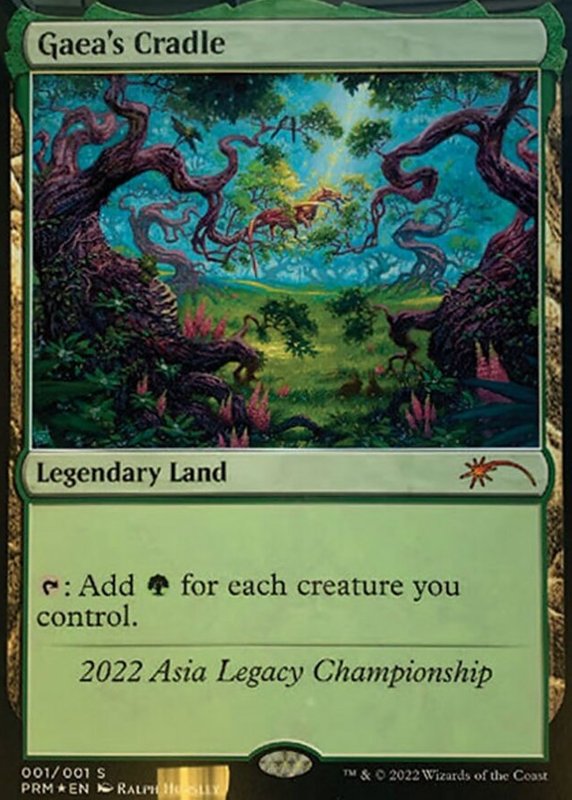 Gaea's Cradle
Legendary Land
: Add for each creature you
control.
2022 Asia Legacy Championship
001/001 S
PRM★EN Ralph Horsley
™ & © 2022 Wizards of the Coast